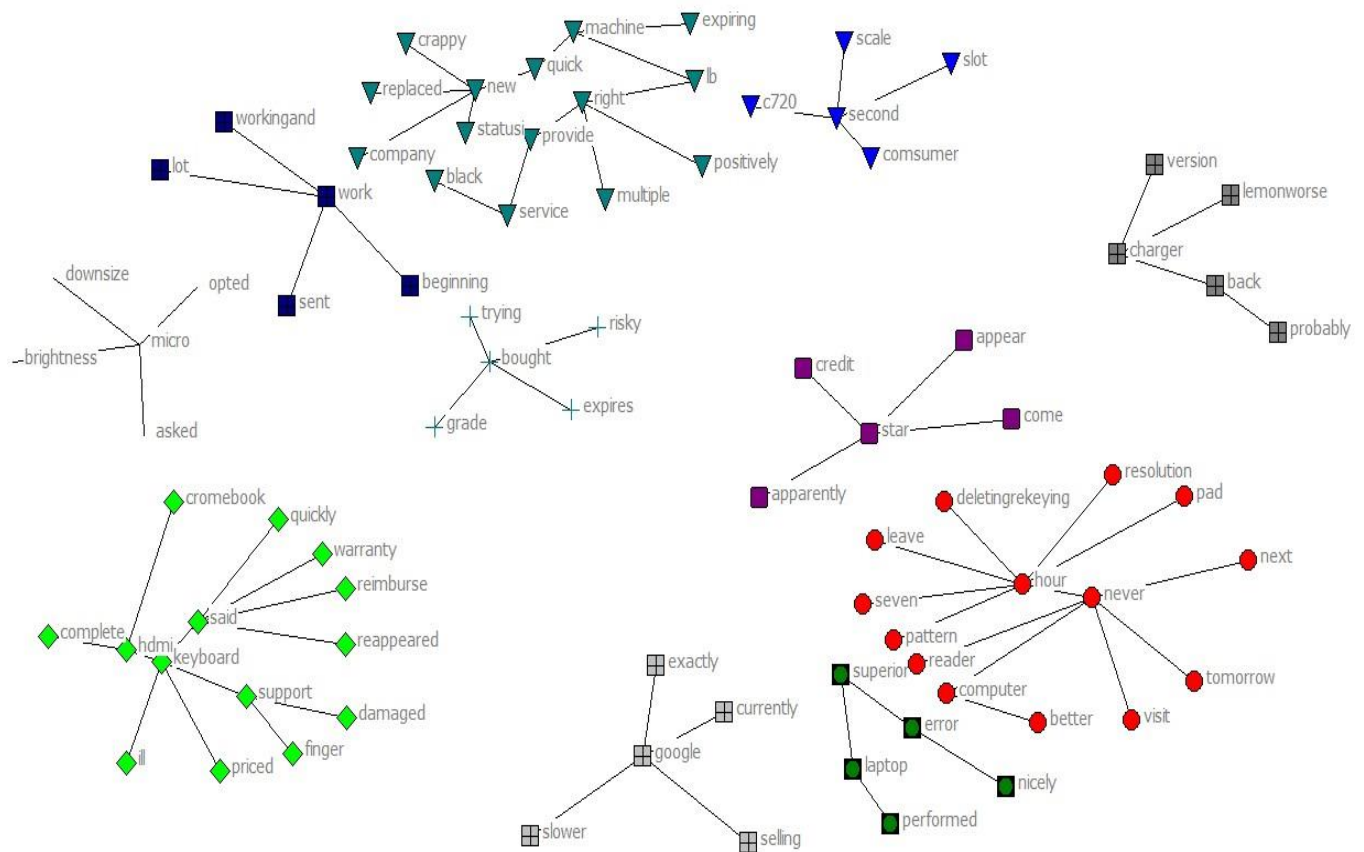 machine
expiring
crappy
scale
quick
slot
replaced
new
lb
right
c720
second
workingand
statusi
provide
company
comsumer
lot
black
positively
version
work
multiple
lemonworse
service
charger
downsize
opted
beginning
back
sent
trying
risky
probably
micro
appear
brightness
bought
credit
expires
come
grade
asked
star
resolution
cromebook
apparently
deletingrekeying
pad
quickly
leave
warranty
next
reimburse
hour
never
seven
said
complete
hdmi
reappeared
pattern
keyboard
exactly
reader
superior
tomorrow
support
computer
damaged
currently
error
better
visit
finger
google
ill
priced
laptop
nicely
performed
slower
selling